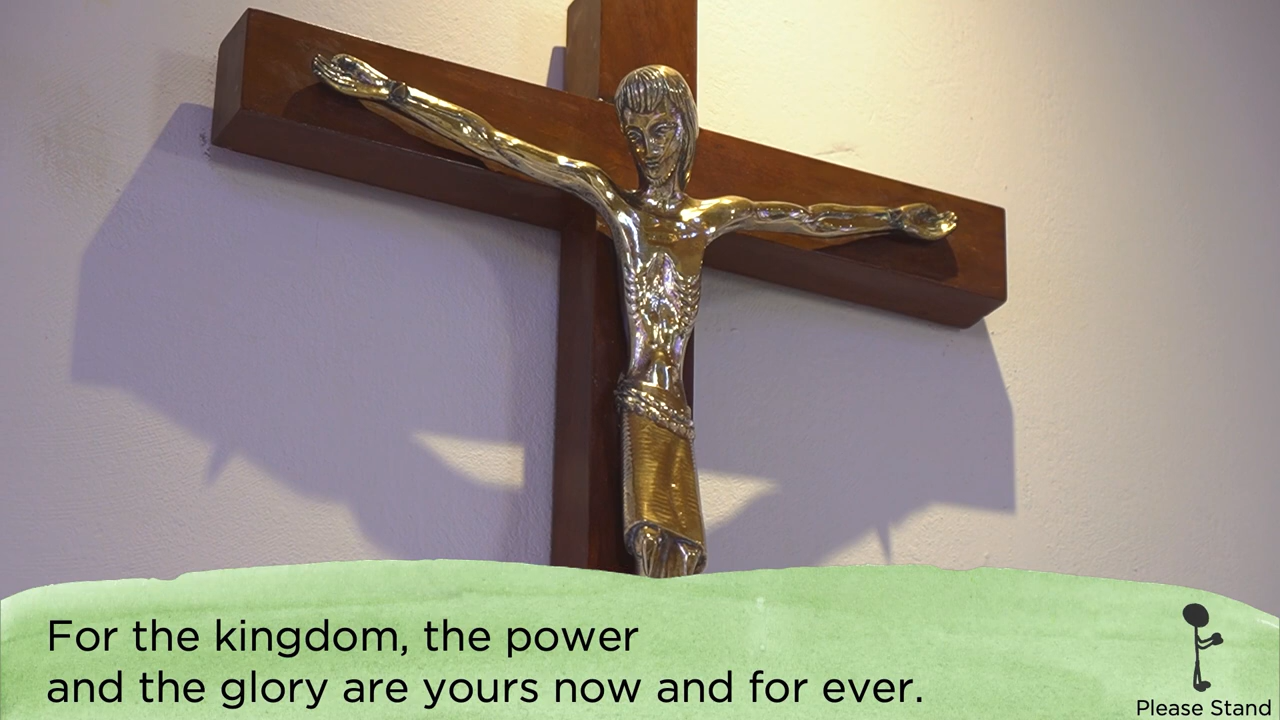 For the kingdom, the power
and the glory are yours now and for ever.
Please Stand